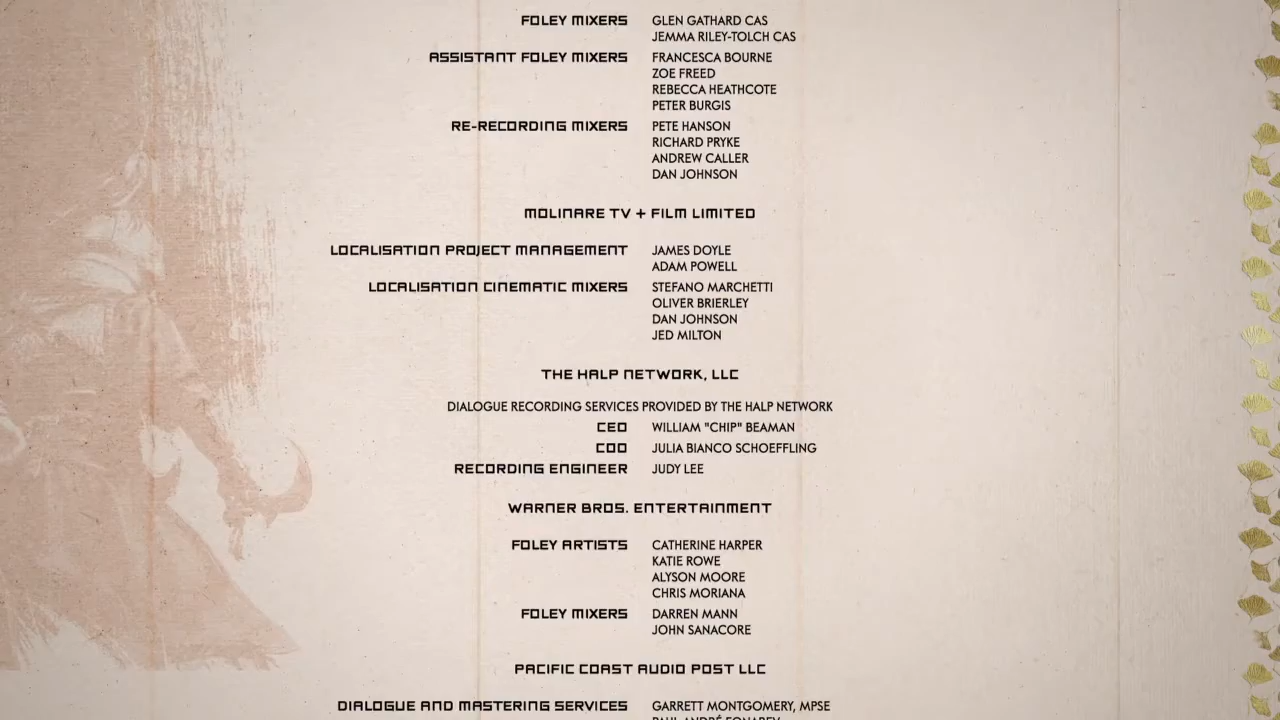 FOLEY MIXERS GLEN GATHARD CAS
JEMMA RILEY-TOLCH CAS
ASSISTANT FOLEY MIXERS FRANCESCA BOURNE
ZOE FREED
REBECCA HEATHCOTE
PETER BURGIS
RE-RECORDING MIXERS PETE HANSON
RICHARD PRYKE
ANDREW CALLER
DAN JOHNSON
MOLINARE TV + FILM LIMITED
LOCALISATION PROJECT MANAGEMENT JAMES DOYLE
ADAM POWELL
LOCALISATION CINEMATIC MIXERS STEFANO MARCHETTI
OLIVER BRIERLEY
DAN JOHNSON
JED MILTON
THE HALP NETWORK, LLC
DIALOGUE RECORDING SERVICES PROVIDED BY THE HALP NETWORK
CEO WILLIAM "CHIP" BEAMAN
COO JULIA BIANCO SCHOEFFLING
RECORDING ENGINEER JUDY LEE
WARNER BROS. ENTERTAINMENT
FOLEY ARTISTS CATHERINE HARPER
KATIE ROWE
ALYSON MOORE
CHRIS MORIANA
FOLEY MIXERS DARREN MANN
JOHN SANACORE
PACIFIC COAST AUDIO POST LLC
DIALOGUE AND MASTERING SERVICES GARRETT MONTGOMERY, MPSE